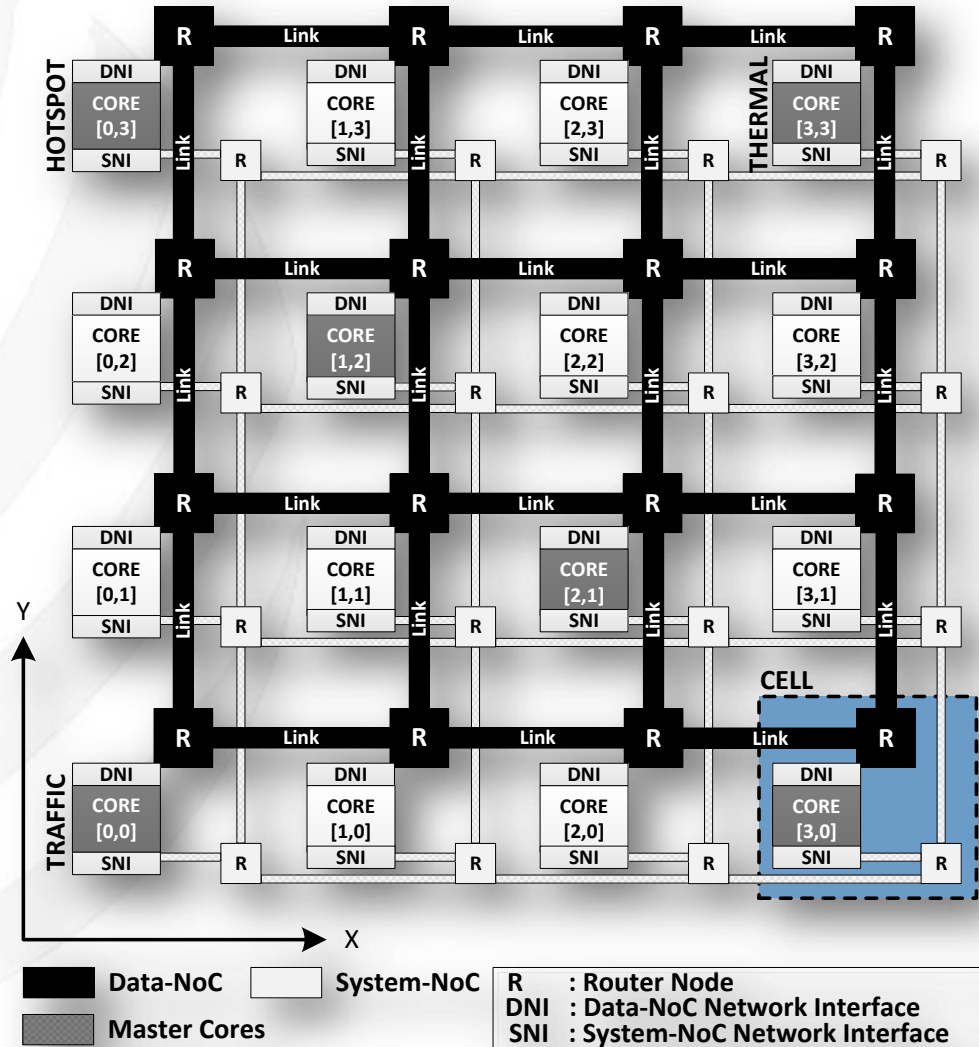 R Link R Link R Link R
HOTSPOT
THERMAL
DNI DNI DNI DNI
CORE CORE CORE CORE
[0,3] [1,3] [2,3] [3,3]
SNI SNI SNI SNI
Link Link Link Link
R R R R
R Link R Link R Link R
DNI DNI DNI DNI
CORE CORE CORE CORE
[0,2] [1,2] [2,2] [3,2]
SNI SNI SNI SNI
Link Link Link Link
R R R R
R Link R Link R Link R
DNI DNI DNI DNI
CORE CORE CORE CORE
[0,1] [1,1] [2,1] [3,1]
SNI SNI SNI SNI
Link Link Link Link
R R R R
Y
CELL
R Link R Link R Link R
TRAFFIC
DNI DNI DNI DNI
CORE CORE CORE CORE
[0,0] [1,0] [2,0] [3,0]
SNI SNI SNI SNI
R R R R
X
Data-NoC System-NoC
Master Cores
R : Router Node
DNI : Data-NoC Network Interface
SNI : System-NoC Network Interface